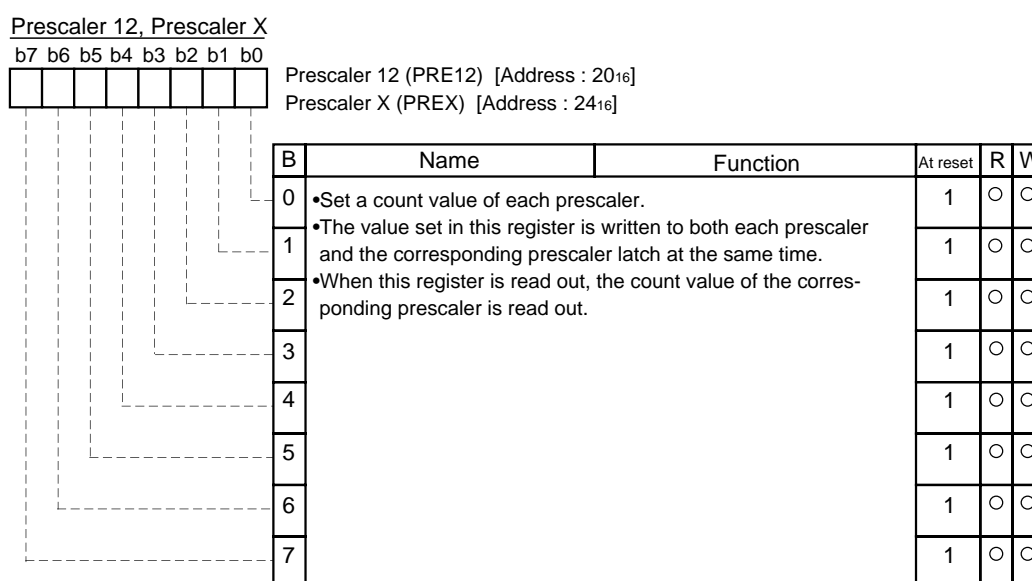 Prescaler 12, Prescaler X
b7 b6 b5 b4 b3 b2 b1 b0
Prescaler 12 (PRE12) [Address : 20₁₆]
Prescaler X (PREX) [Address : 24₁₆]
B Name Function At reset R W
0 •Set a count value of each prescaler. 1 ○ ○
•The value set in this register is written to both each prescaler
1 and the corresponding prescaler latch at the same time. 1 ○ ○
•When this register is read out, the count value of the corres-
2 ponding prescaler is read out. 1 ○ ○
3 1 ○ ○
4 1 ○ ○
5 1 ○ ○
6 1 ○ ○
7 1 ○ ○